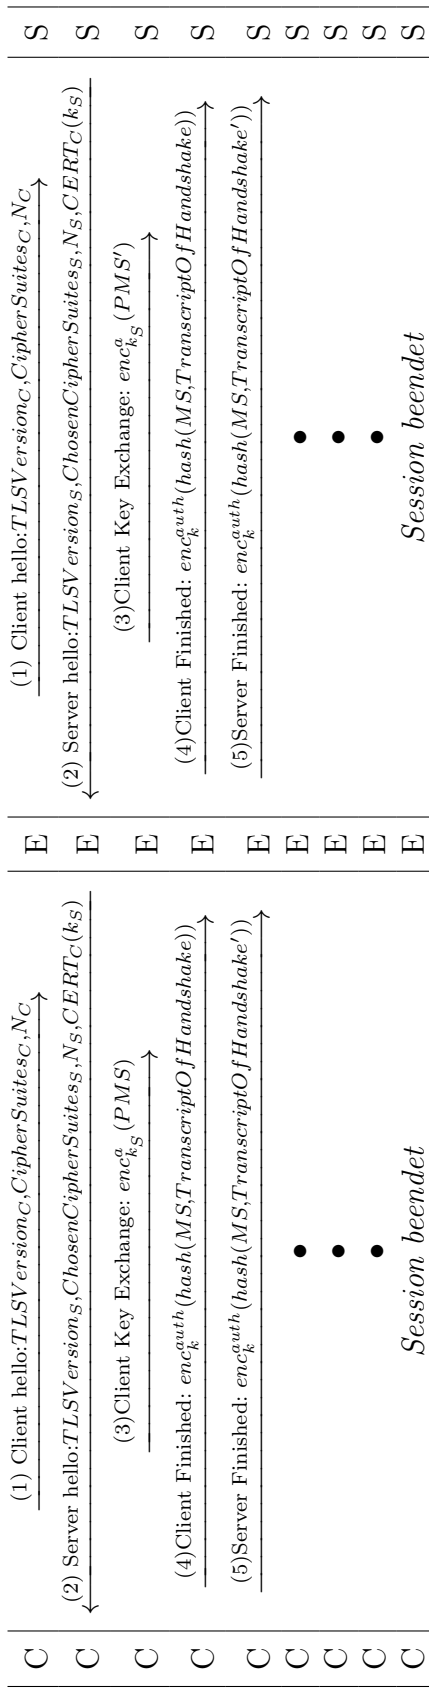 C (1) Client hello:TLSVersion_C,CipherSuites_C,N_C E (1) Client hello:TLSVersion_C,CipherSuites_C,N_C S
C (2) Server hello:TLSVersion_S,ChosenCipherSuites_S,N_S,CERT_C(k_S) E (2) Server hello:TLSVersion_S,ChosenCipherSuites_S,N_S,CERT_C(k_S) S
C (3)Client Key Exchange: enc^a_{k_S}(PMS) E (3)Client Key Exchange: enc^a_{k_S}(PMS') S
C (4)Client Finished: enc^{auth}_k(hash(MS,TranscriptOfHandshake)) E (4)Client Finished: enc^{auth}_k(hash(MS,TranscriptOfHandshake)) S
C (5)Server Finished: enc^{auth}_k(hash(MS,TranscriptOfHandshake')) E (5)Server Finished: enc^{auth}_k(hash(MS,TranscriptOfHandshake')) S
C • E • S
C • E • S
C • E • S
C Session beendet E Session beendet S